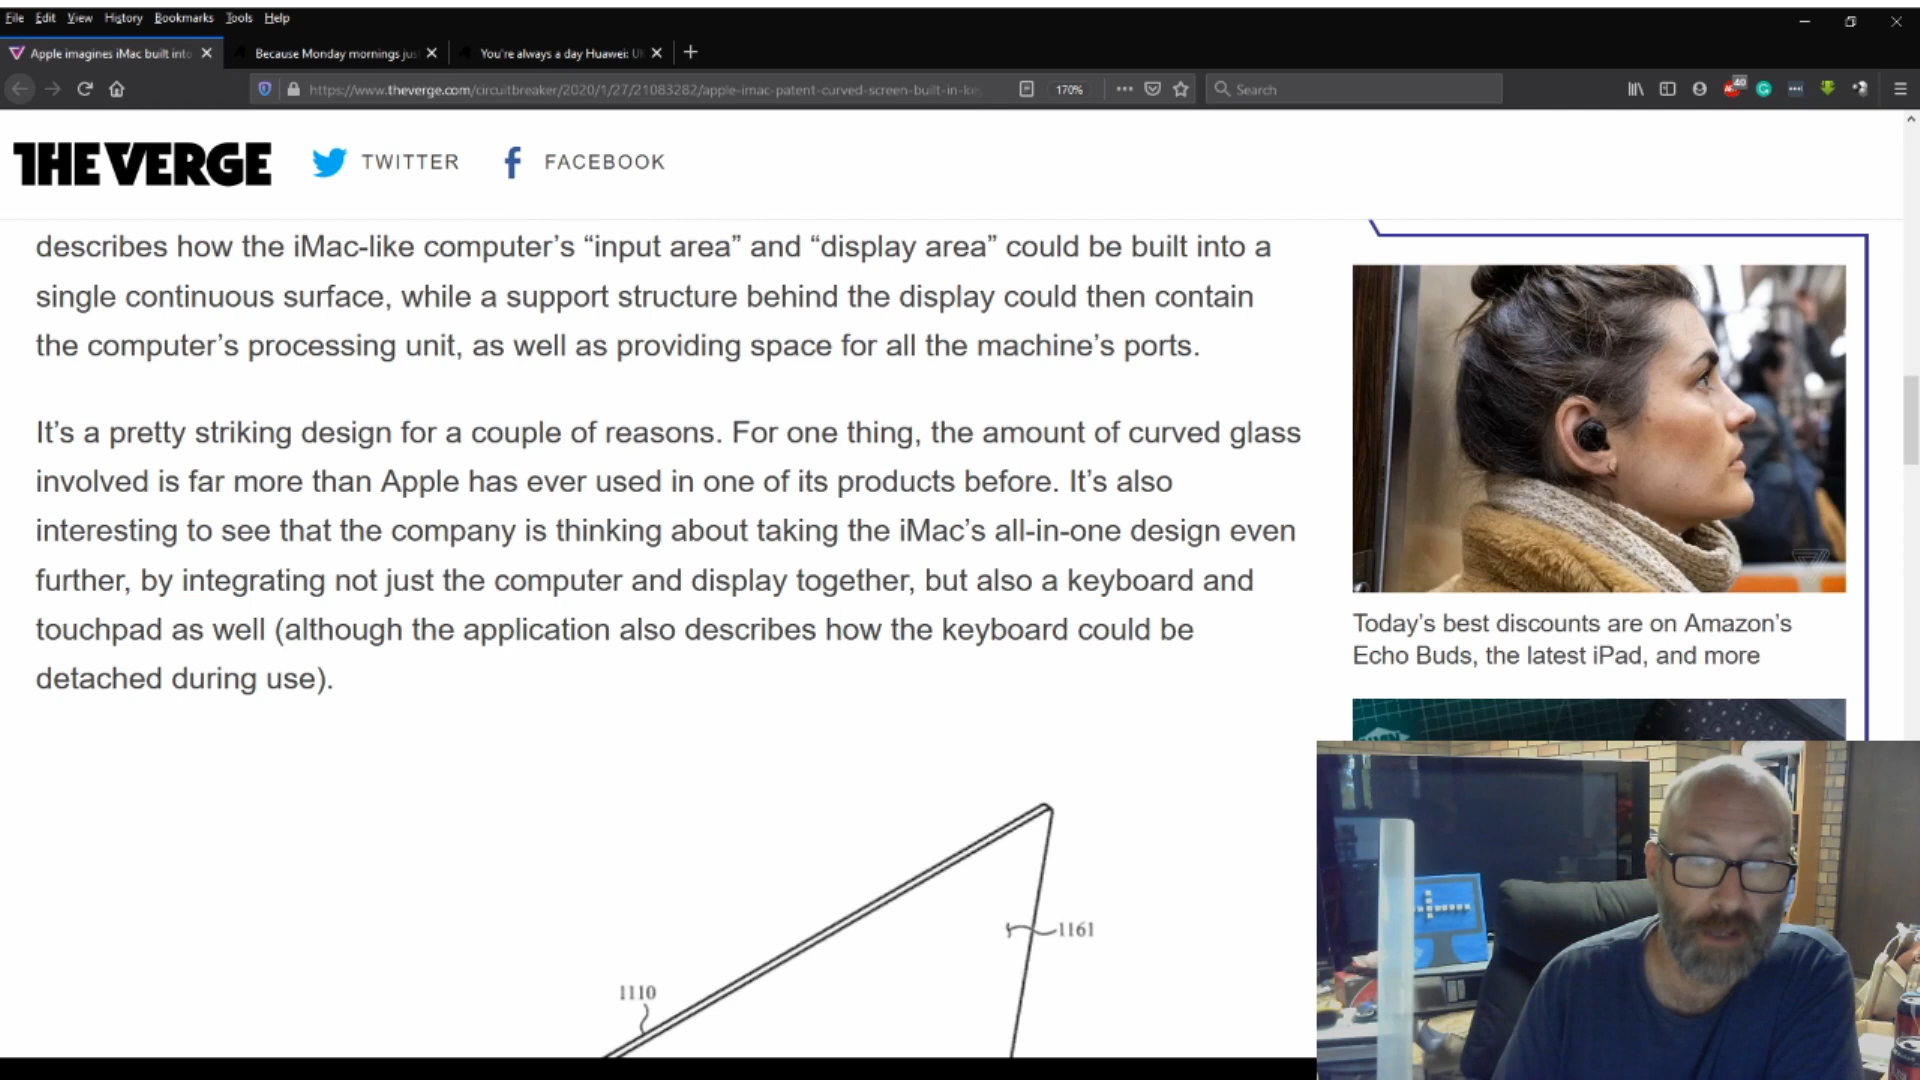 File Edit View History Bookmarks Tools Help
Apple imagines iMac built into
Because Monday mornings jus
You're always a day Huawei: U
https://www.theverge.com/circuitbreaker/2020/1/27/21083282/apple-imac-patent-curved-screen-built-in-ke
170%
Search
40
THE VERGE
TWITTER
FACEBOOK
describes how the iMac-like computer's “input area” and “display area” could be built into a
single continuous surface, while a support structure behind the display could then contain
the computer's processing unit, as well as providing space for all the machine's ports.
It's a pretty striking design for a couple of reasons. For one thing, the amount of curved glass
involved is far more than Apple has ever used in one of its products before. It's also
interesting to see that the company is thinking about taking the iMac's all-in-one design even
further, by integrating not just the computer and display together, but also a keyboard and
touchpad as well (although the application also describes how the keyboard could be
detached during use).
Today's best discounts are on Amazon's
Echo Buds, the latest iPad, and more
1161
1110